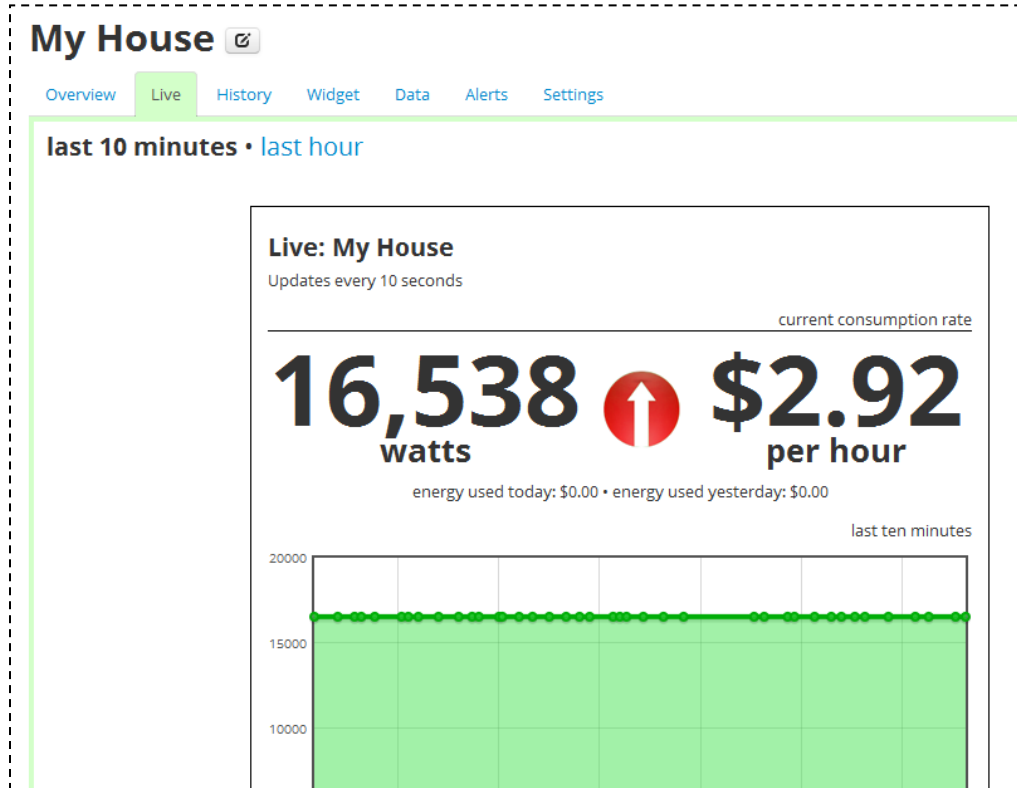 My House
Overview Live History Widget Data Alerts Settings
last 10 minutes • last hour
Live: My House
Updates every 10 seconds
current consumption rate
16,538 $2.92
watts per hour
energy used today: $0.00 • energy used yesterday: $0.00
last ten minutes
20000
15000
10000